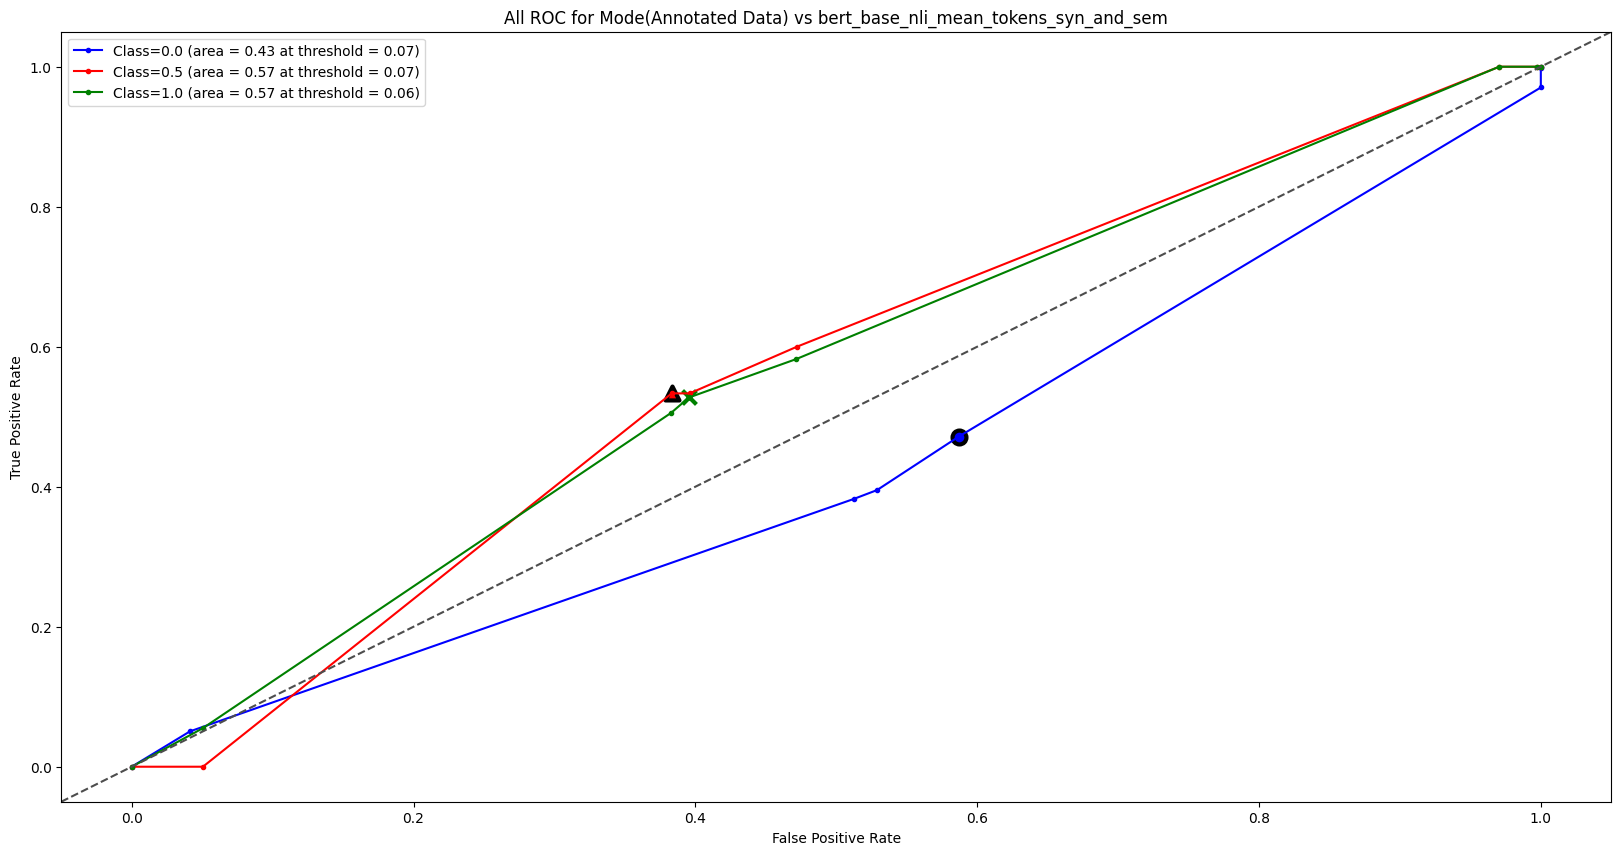 All ROC for Mode(Annotated Data) vs bert_base_nli_mean_tokens_syn_and_sem
Class=0.0 (area = 0.43 at threshold = 0.07)
Class=0.5 (area = 0.57 at threshold = 0.07)
Class=1.0 (area = 0.57 at threshold = 0.06)
True Positive Rate
1.0
0.8
0.6
0.4
0.2
0.0
0.0 0.2 0.4 0.6 0.8 1.0
False Positive Rate